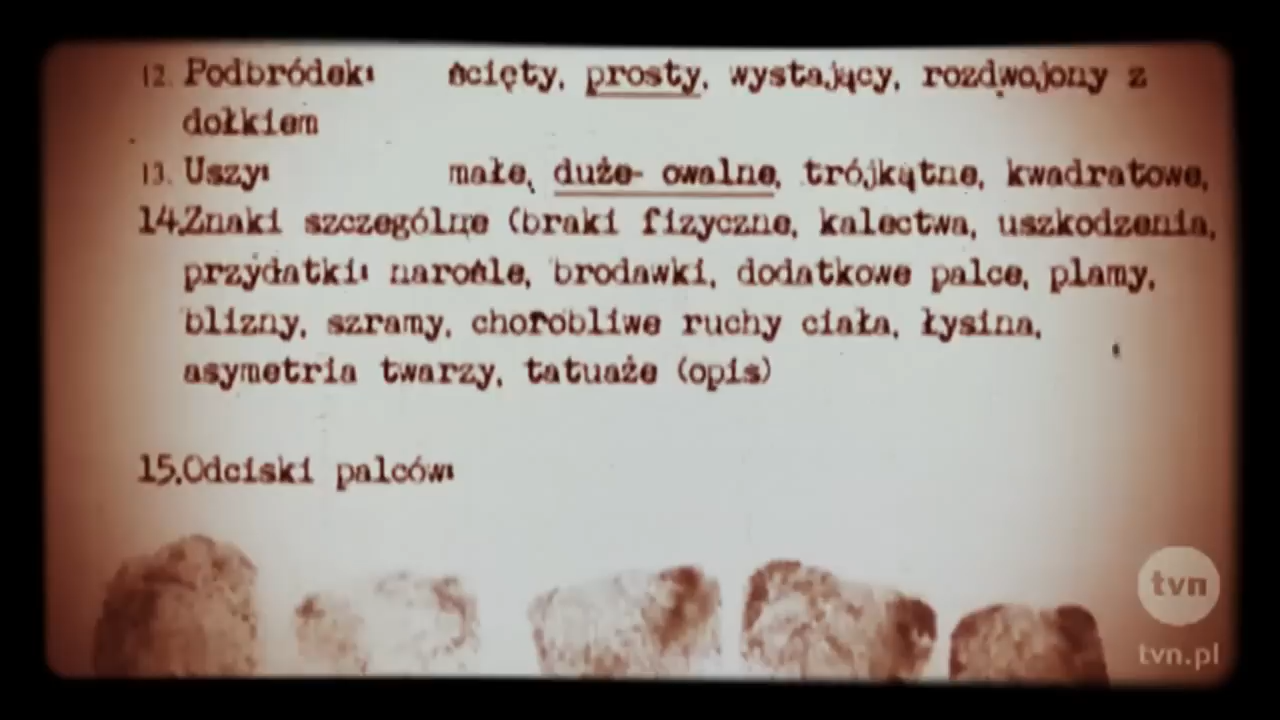 12. Podbródek: ścięty, prosty, wystający, rozdwojony z
dołkiem
13. Uszy: małe, duże- owalne, trójkątne, kwadratowe,
14.Znaki szczególne (braki fizyczne, kalectwa, uszkodzenia,
przydatki: narośle, brodawki, dodatkowe palce, plamy,
blizny, szramy, chorobliwe ruchy ciała, łysina,
asymetria twarzy, tatuaże (opis)
15.Odciski palców:
tvn
tvn.pl